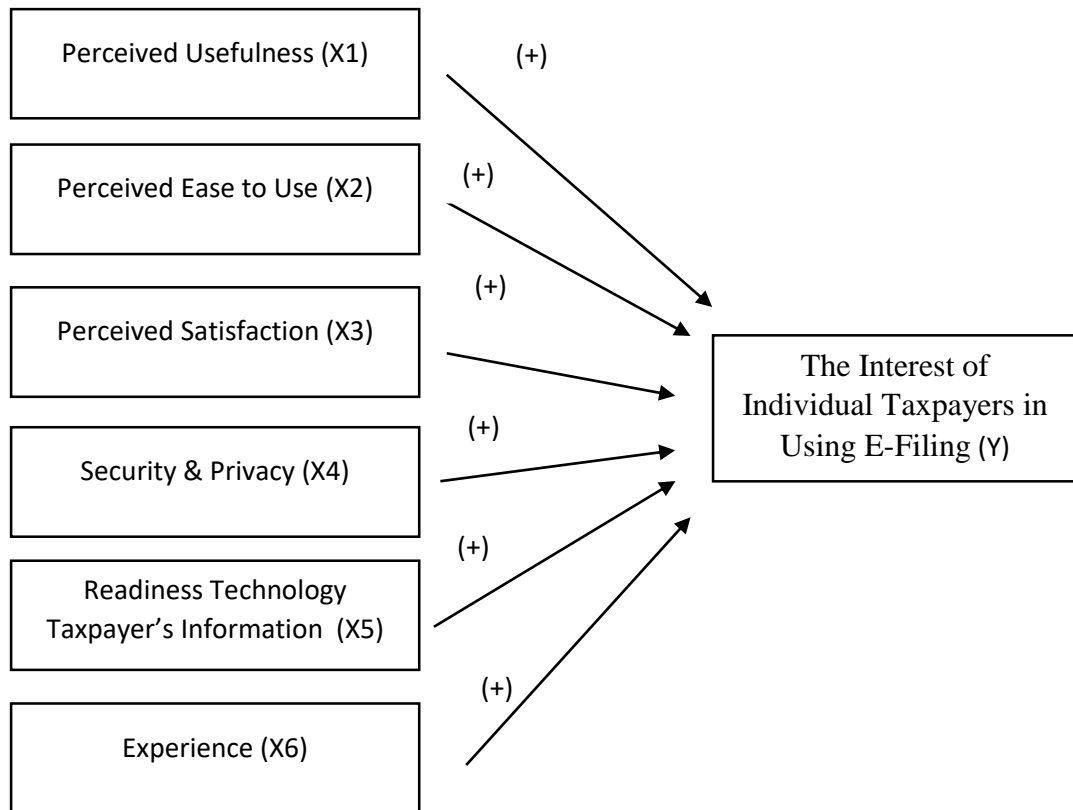 Perceived Usefulness (X1)
(+)
Perceived Ease to Use (X2)
(+)
Perceived Satisfaction (X3)
(+)
Security & Privacy (X4)
(+)
Readiness Technology
Taxpayer’s Information (X5)
(+)
Experience (X6)
(+)
The Interest of
Individual Taxpayers in
Using E-Filing (Y)